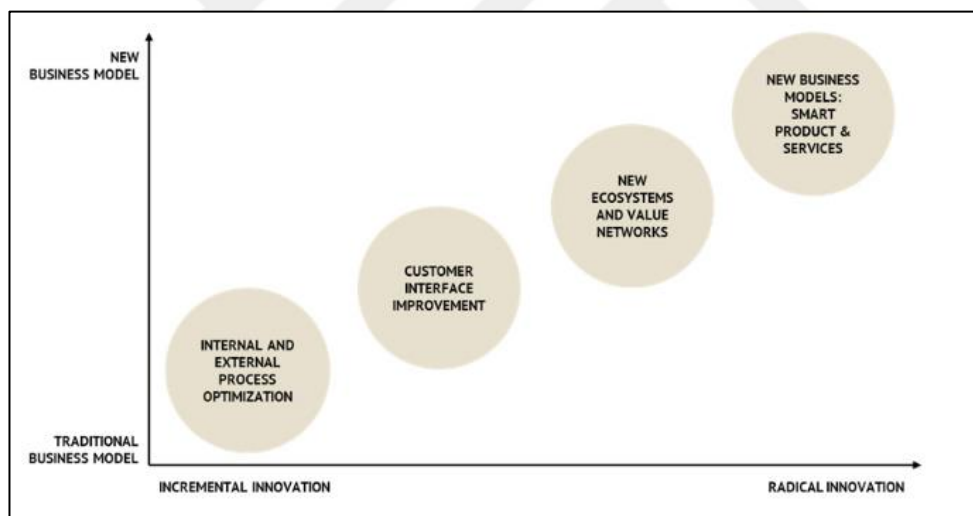 NEW
BUSINESS MODEL
NEW BUSINESS
MODELS:
SMART
PRODUCT &
SERVICES
NEW
ECOSYSTEMS
AND VALUE
NETWORKS
CUSTOMER
INTERFACE
IMPROVEMENT
INTERNAL AND
EXTERNAL
PROCESS
OPTIMIZATION
TRADITIONAL
BUSINESS MODEL
INCREMENTAL INNOVATION
RADICAL INNOVATION